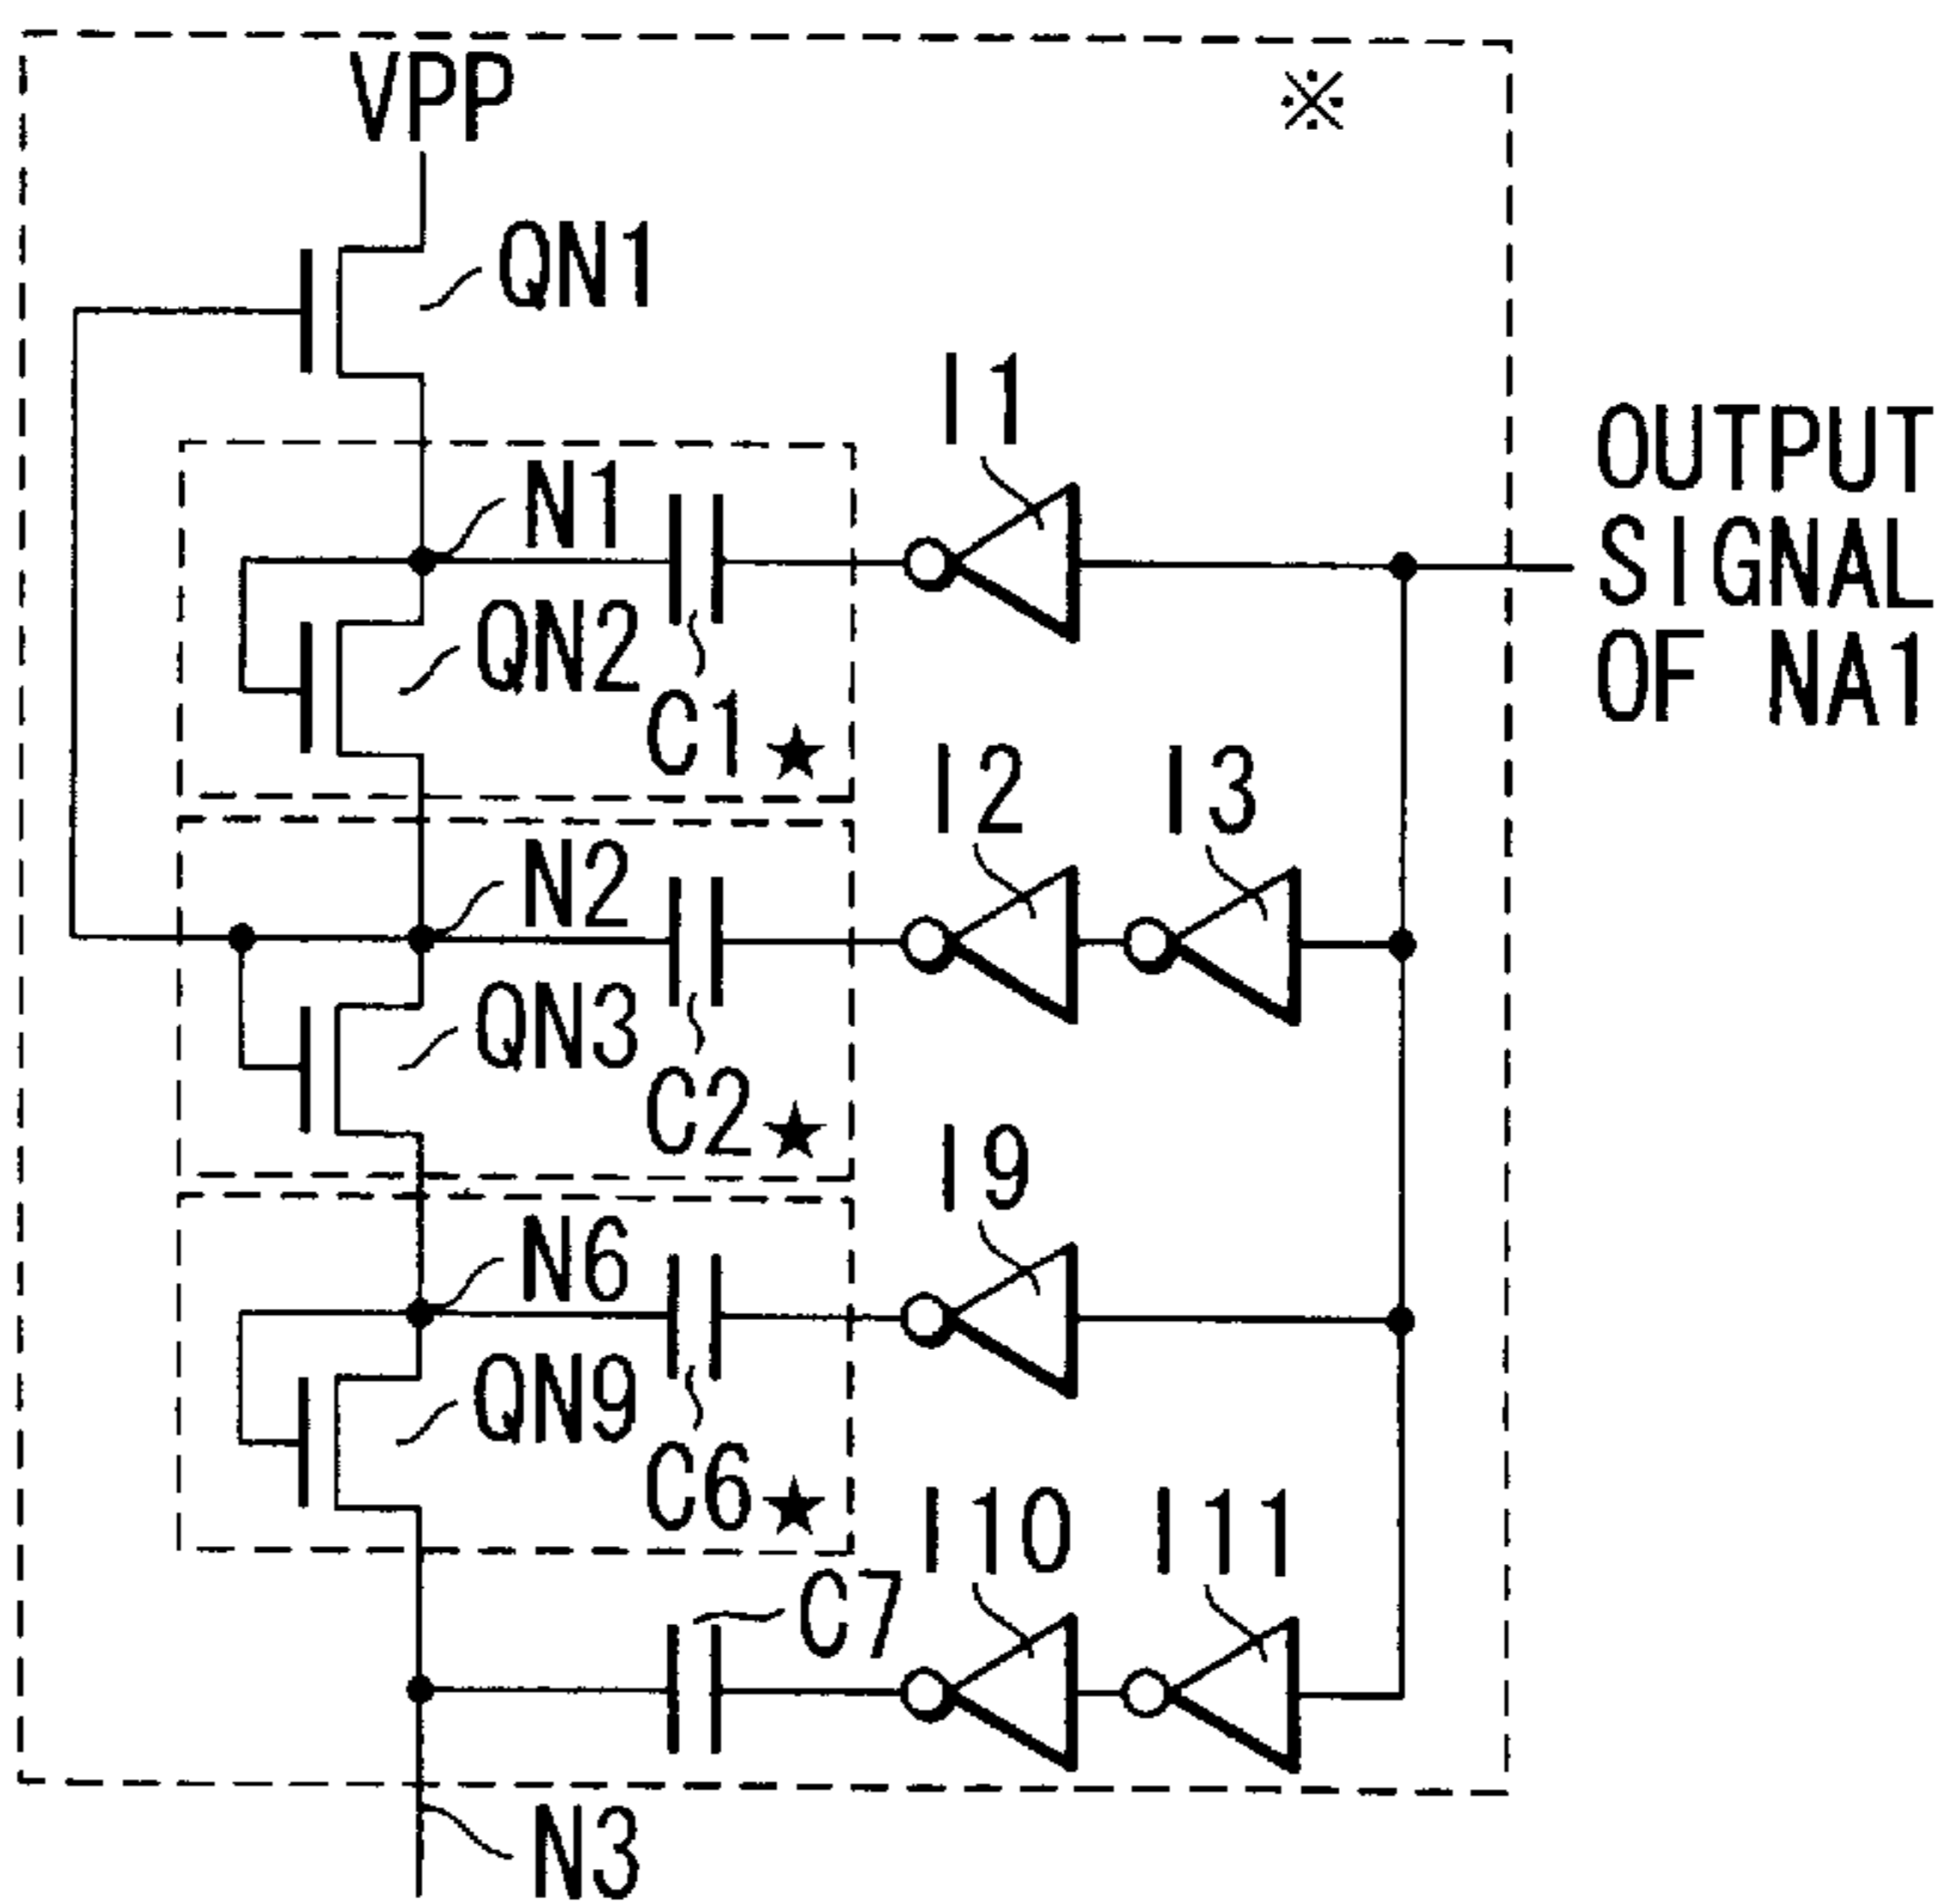 VPP
※
QN1
I1
OUTPUT
SIGNAL
OF NA1
N1
QN2
C1★
I2
I3
N2
QN3
C2★
I9
N6
QN9
C6★
I10
I11
C7
N3